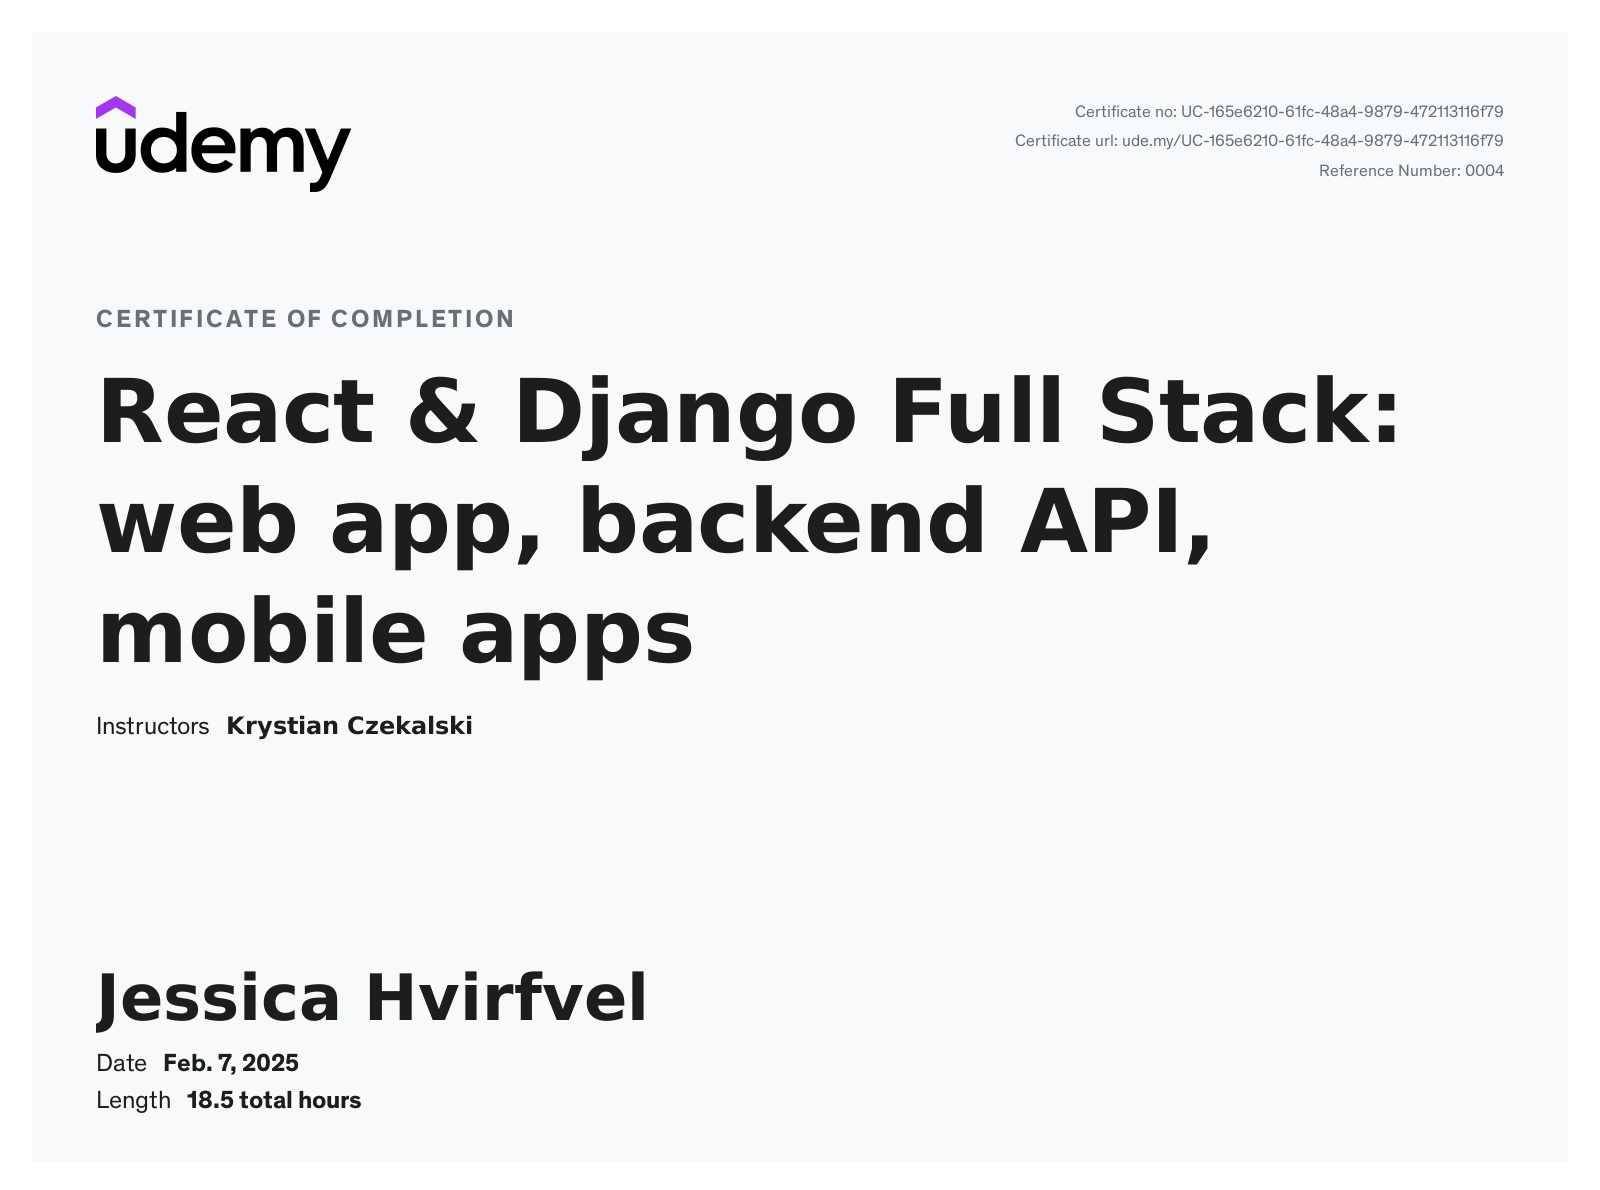 udemy
Certificate no: UC-165e6210-61fc-48a4-9879-472113116f79
Certificate url: ude.my/UC-165e6210-61fc-48a4-9879-472113116f79
Reference Number: 0004
CERTIFICATE OF COMPLETION
React & Django Full Stack:
web app, backend API,
mobile apps
Instructors Krystian Czekalski
Jessica Hvirfvel
Date Feb. 7, 2025
Length 18.5 total hours